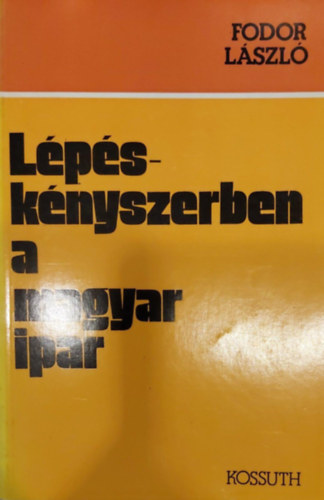 FODOR
LÁSZLÓ
Lépés-
kényszerben
a
magyar
ipar
KOSSUTH